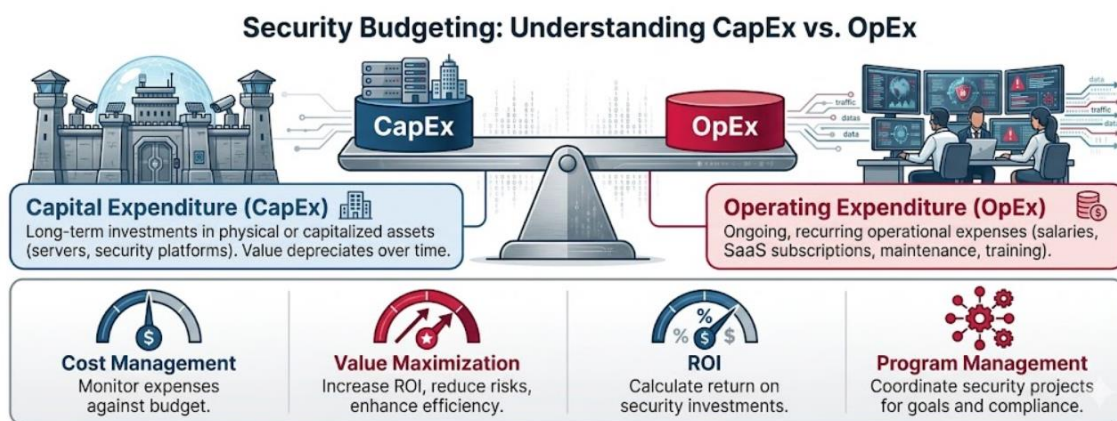 Security Budgeting: Understanding CapEx vs. OpEx
CapEx
OpEx
traffic
datas
data
data
traffic
data
Capital Expenditure (CapEx)
Long-term investments in physical or capitalized assets
(servers, security platforms). Value depreciates over time.
Operating Expenditure (OpEx)
Ongoing, recurring operational expenses (salaries,
SaaS subscriptions, maintenance, training).
$
Cost Management
Monitor expenses
against budget.
Value Maximization
Increase ROI, reduce risks,
enhance efficiency.
% % $
$
ROI
Calculate return on
security investments.
Program Management
Coordinate security projects
for goals and compliance.